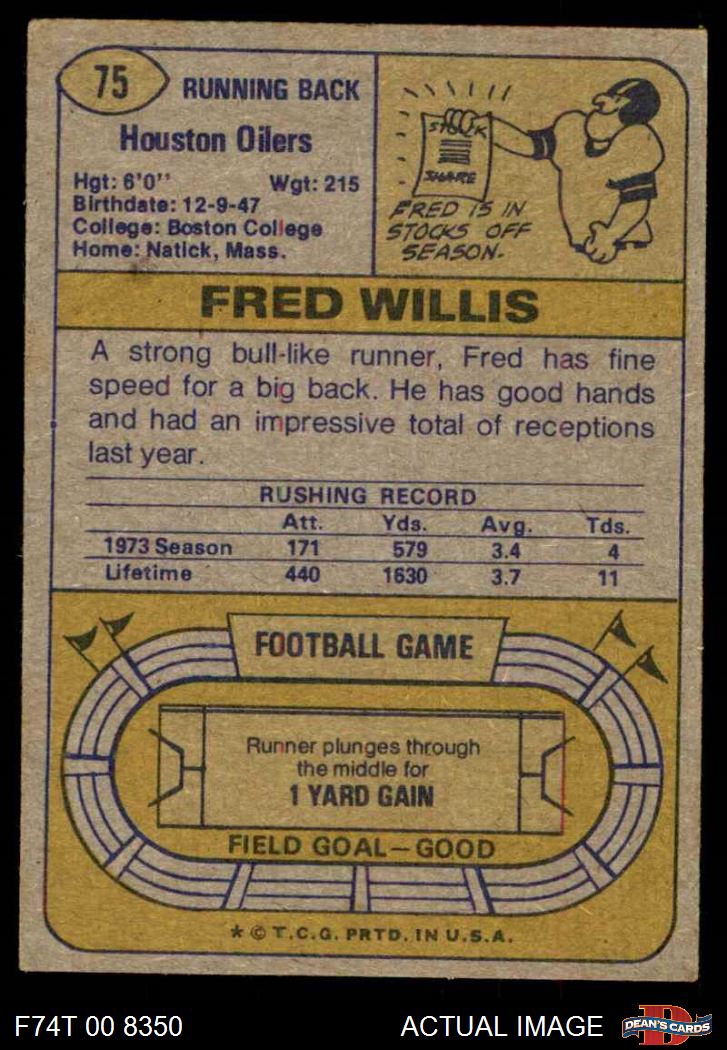 75
RUNNING BACK
Houston Oilers
Hgt: 6'0" Wgt: 215
Birthdate: 12-9-47
College: Boston College
Home: Natick, Mass.
STOCK
SHARE
FRED IS IN
STOCKS OFF
SEASON.
FRED WILLIS
A strong bull-like runner, Fred has fine
speed for a big back. He has good hands
and had an impressive total of receptions
last year.
RUSHING RECORD
Att. Yds. Avg. Tds.
1973 Season 171 579 3.4 4
Lifetime 440 1630 3.7 11
FOOTBALL GAME
Runner plunges through
the middle for
1 YARD GAIN
FIELD GOAL—GOOD
* © T.C.G. PRTD. IN U.S.A.
F74T 00 8350 ACTUAL IMAGE
D
DEAN'S CARDS